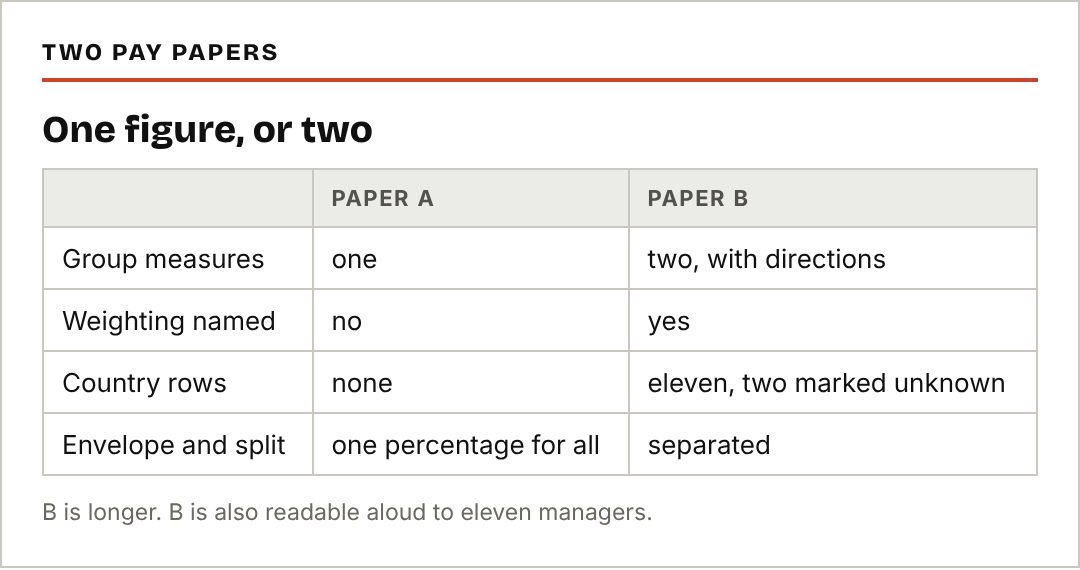 TWO PAY PAPERS
One figure, or two
PAPER A PAPER B
Group measures one two, with directions
Weighting named no yes
Country rows none eleven, two marked unknown
Envelope and split one percentage for all separated
B is longer. B is also readable aloud to eleven managers.